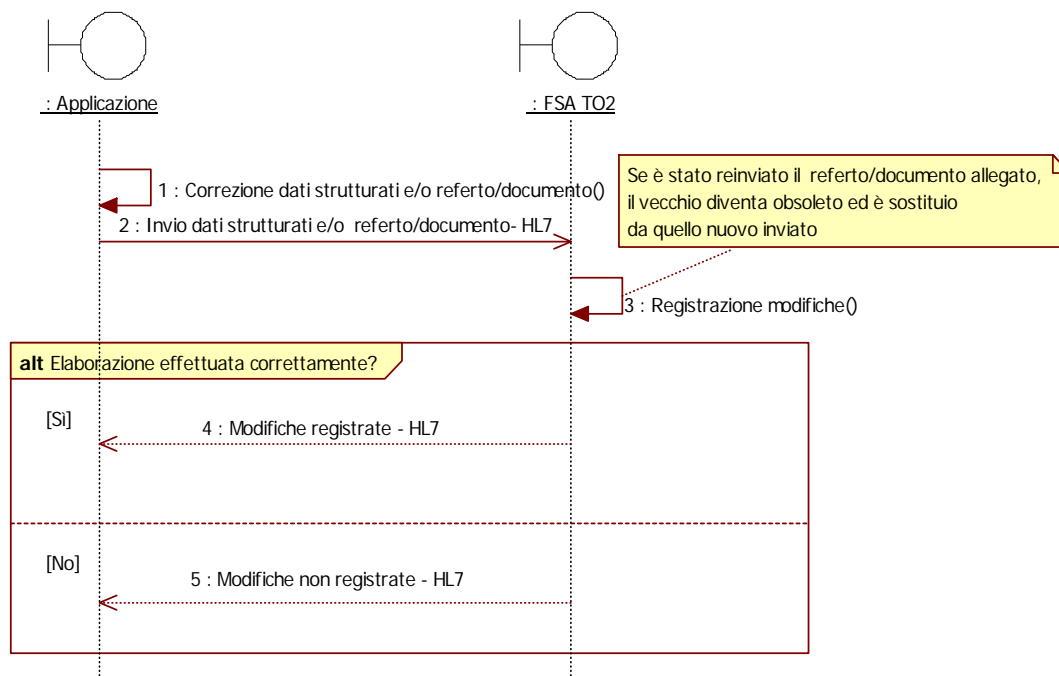 : Applicazione
: FSA TO2
1 : Correzione dati strutturati e/o referto/documento()
2 : Invio dati strutturati e/o referto/documento- HL7
Se è stato reinviato il referto/documento allegato,
il vecchio diventa obsoleto ed è sostituio
da quello nuovo inviato
3 : Registrazione modifiche()
alt Elaborazione effettuata correttamente?
[Sì]
4 : Modifiche registrate - HL7
[No]
5 : Modifiche non registrate - HL7